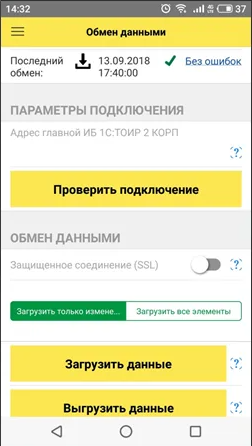 14:32
37
Обмен данными
Последний обмен:
13.09.2018 17:40:00
Без ошибок
ПАРАМЕТРЫ ПОДКЛЮЧЕНИЯ
Адрес главной ИБ 1С:ТОИР 2 КОРП
[?]
Проверить подключение
ОБМЕН ДАННЫМИ
Защищенное соединение (SSL)
[?]
Загрузить только измене...
Загрузить все элементы
Загрузить данные
[?]
Выгрузить данные
[?]